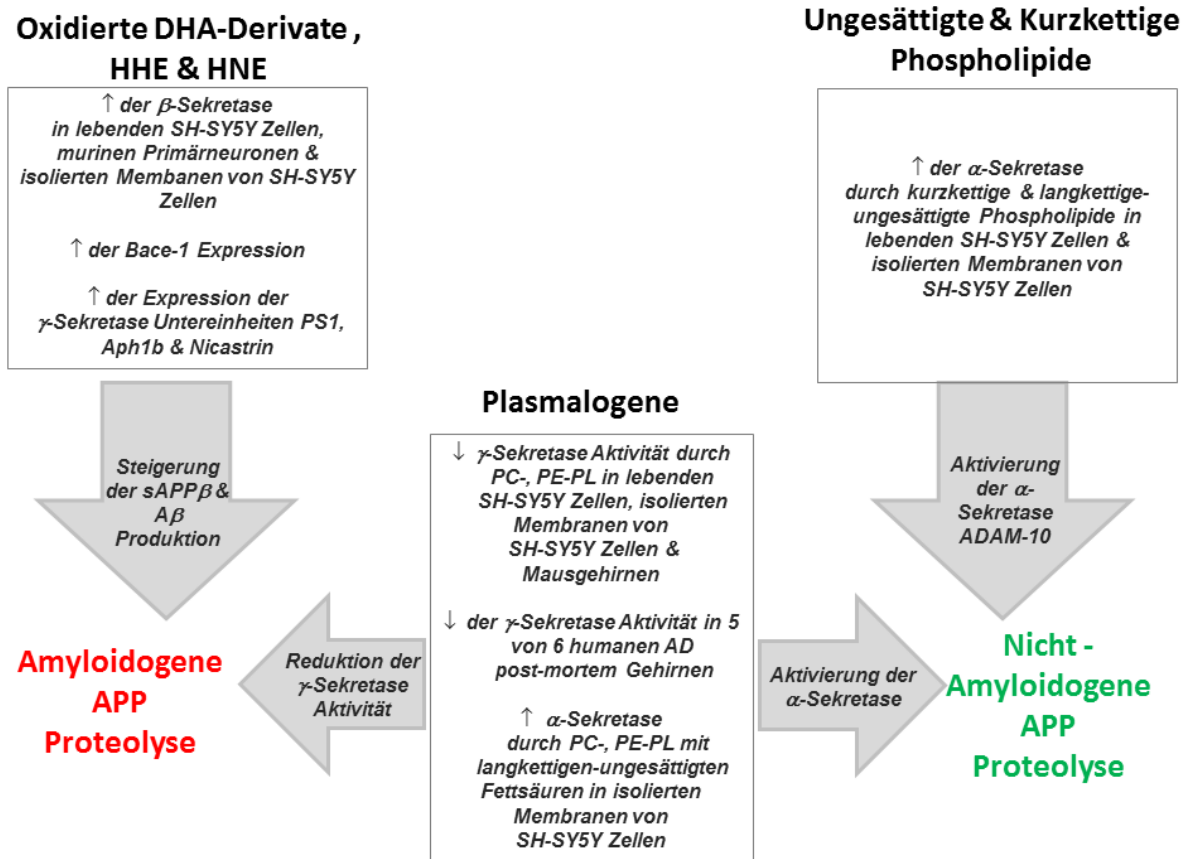 Oxidierte DHA-Derivate ,
HHE & HNE
↑ der β-Sekretase
in lebenden SH-SY5Y Zellen,
murinen Primärneuronen &
isolierten Membanen von SH-SY5Y
Zellen
↑ der Bace-1 Expression
↑ der Expression der
γ-Sekretase Untereinheiten PS1,
Aph1b & Nicastrin
Steigerung
der sAPPβ &
Aβ
Produktion
Amyloidogene
APP
Proteolyse
Plasmalogene
↓ γ-Sekretase Aktivität durch
PC-, PE-PL in lebenden
SH-SY5Y Zellen, isolierten
Membranen von
SH-SY5Y Zellen &
Mausgehirnen
↓ der γ-Sekretase Aktivität in 5
von 6 humanen AD
post-mortem Gehirnen
↑ α-Sekretase
durch PC-, PE-PL mit
langkettigen-ungesättigten
Fettsäuren in isolierten
Membranen von
SH-SY5Y Zellen
Reduktion der
γ-Sekretase
Aktivität
Aktivierung der
α-Sekretase
Ungesättigte & Kurzkettige
Phospholipide
↑ der α-Sekretase
durch kurzkettige & langkettige-
ungesättigte Phospholipide in
lebenden SH-SY5Y Zellen &
isolierten Membranen von
SH-SY5Y Zellen
Aktivierung
der α-
Sekretase
ADAM-10
Nicht -
Amyloidogene
APP
Proteolyse